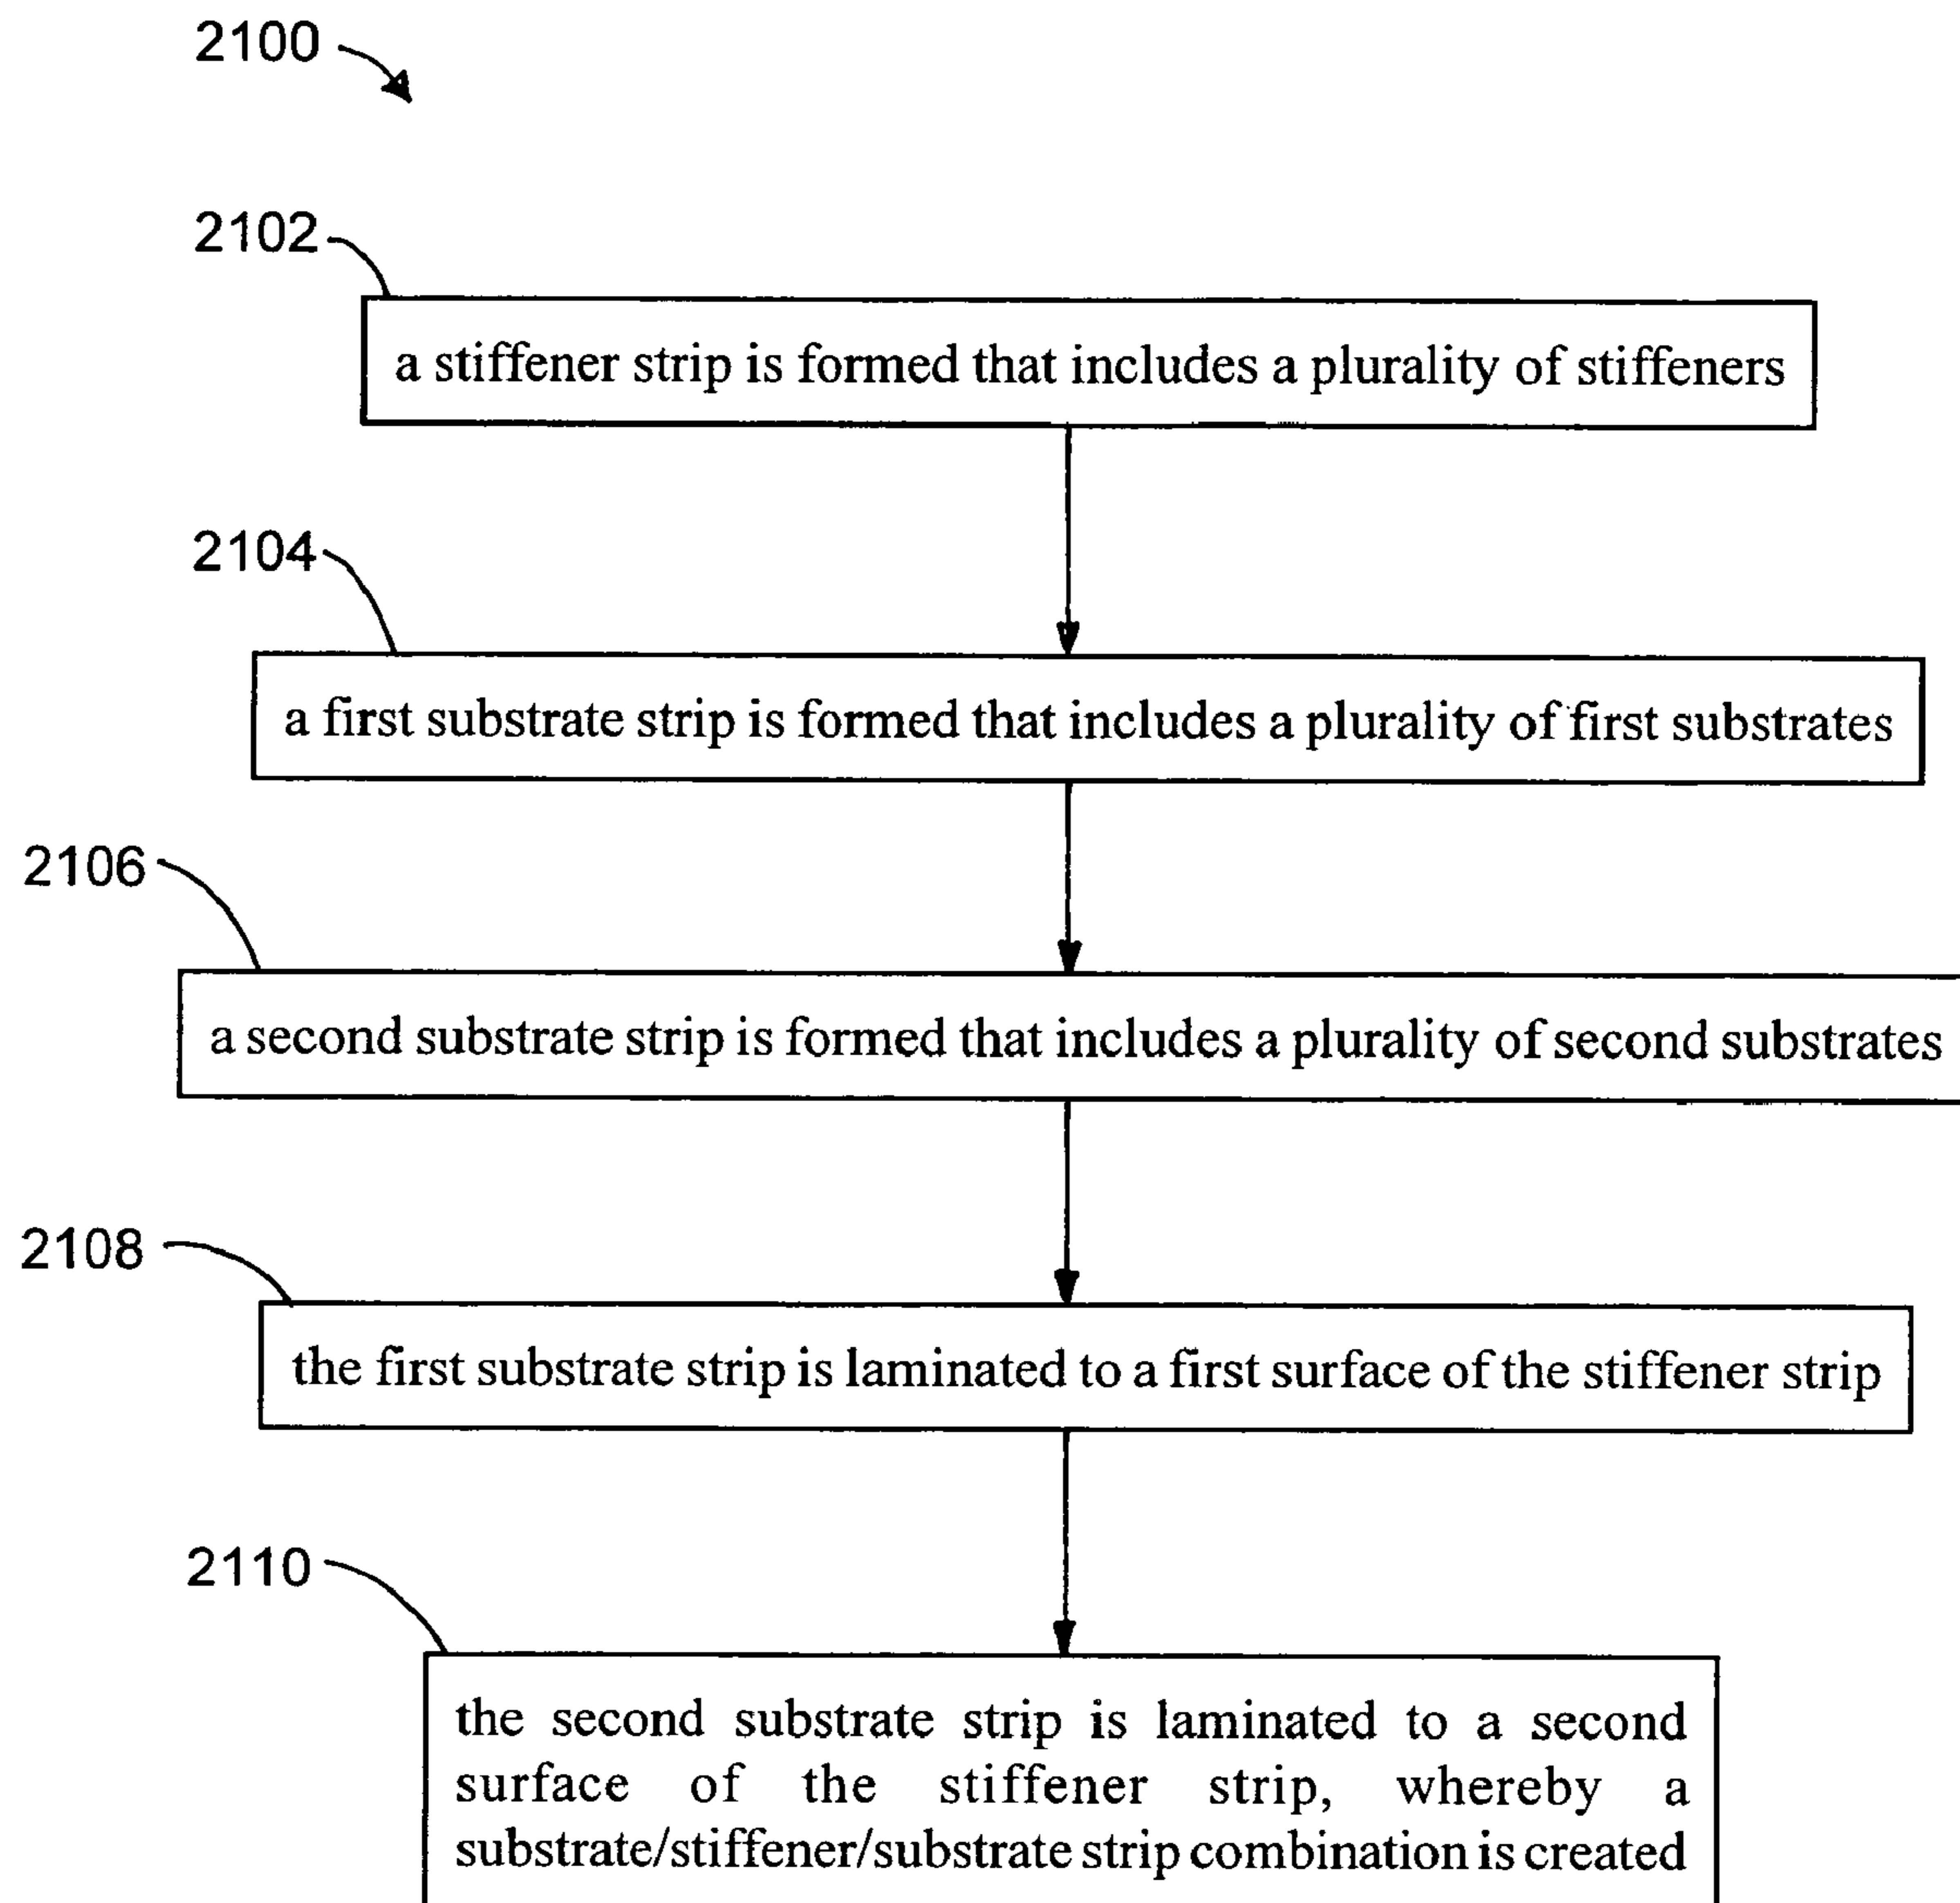 2100
2102
a stiffener strip is formed that includes a plurality of stiffeners
2104
a first substrate strip is formed that includes a plurality of first substrates
2106
a second substrate strip is formed that includes a plurality of second substrates
2108
the first substrate strip is laminated to a first surface of the stiffener strip
2110
the second substrate strip is laminated to a second
surface of the stiffener strip, whereby a
substrate/stiffener/substrate strip combination is created